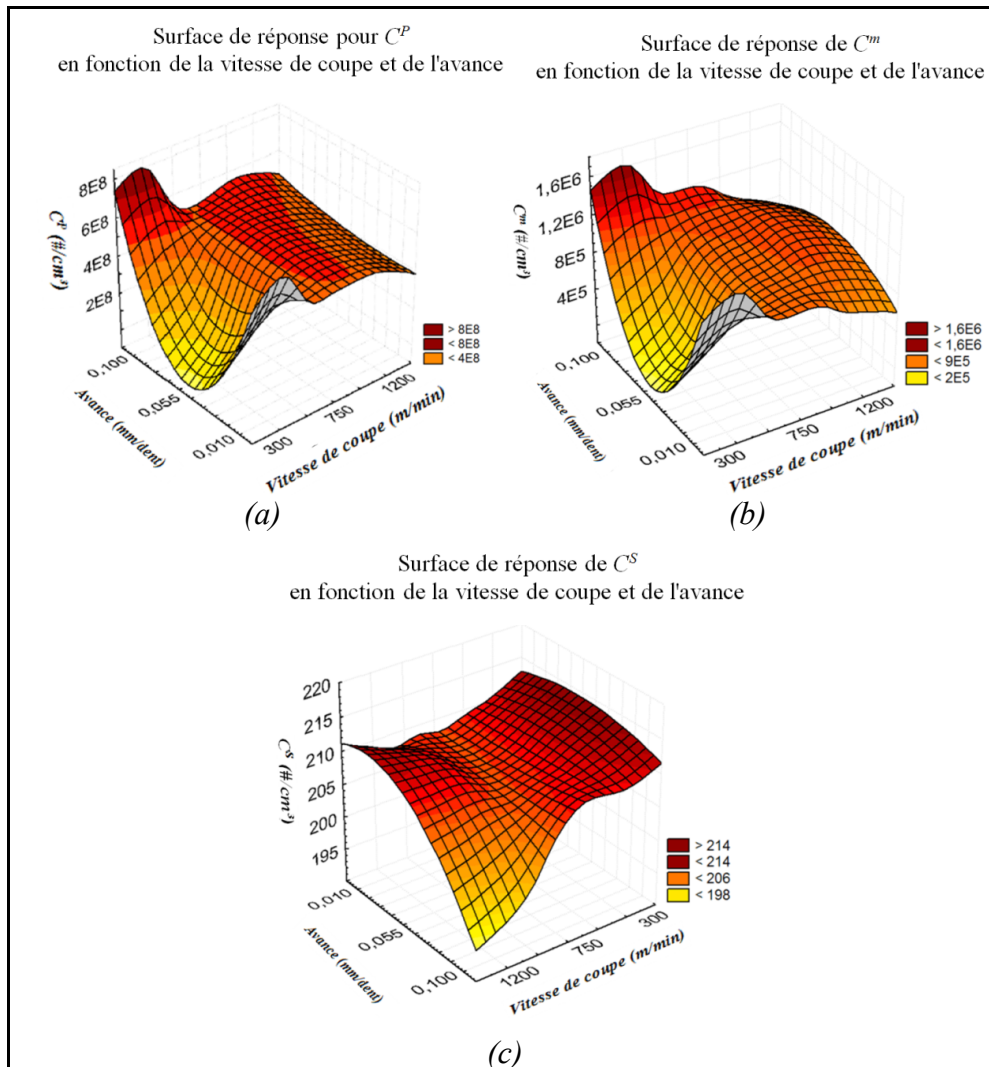 Surface de réponse pour C^P
en fonction de la vitesse de coupe et de l'avance
8E8
6E8
4E8
2E8
C^P (#/cm³)
0,100
0,055
0,010
Avance (mm/dent)
300
750
1200
Vitesse de coupe (m/min)
> 8E8
< 8E8
< 4E8
(a)
Surface de réponse de C^m
en fonction de la vitesse de coupe et de l'avance
1,6E6
1,2E6
8E5
4E5
C^m (#/cm³)
0,100
0,055
0,010
Avance (mm/dent)
300
750
1200
Vitesse de coupe (m/min)
> 1,6E6
< 1,6E6
< 9E5
< 2E5
(b)
Surface de réponse de C^S
en fonction de la vitesse de coupe et de l'avance
220
215
210
205
200
195
C^S (#/cm³)
0,010
0,055
0,100
Avance (mm/dent)
1200
750
300
Vitesse de coupe (m/min)
> 214
< 214
< 206
< 198
(c)